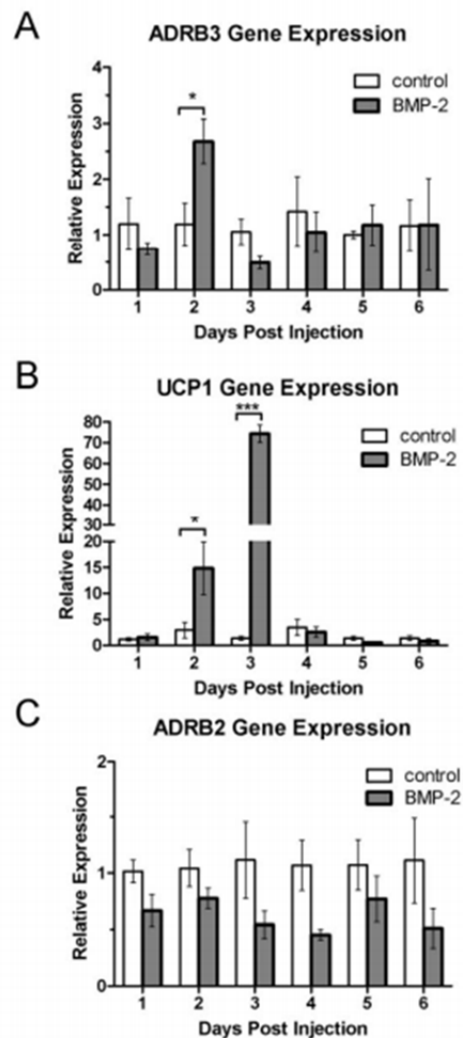 A
ADRB3 Gene Expression
control
BMP-2
*
Relative Expression
4
3
2
1
0
1 2 3 4 5 6
Days Post Injection
B
UCP1 Gene Expression
control
BMP-2
***
*
Relative Expression
80
70
60
50
40
30
20
15
10
5
0
1 2 3 4 5 6
Days Post Injection
C
ADRB2 Gene Expression
control
BMP-2
Relative Expression
2
1
0
1 2 3 4 5 6
Days Post Injection